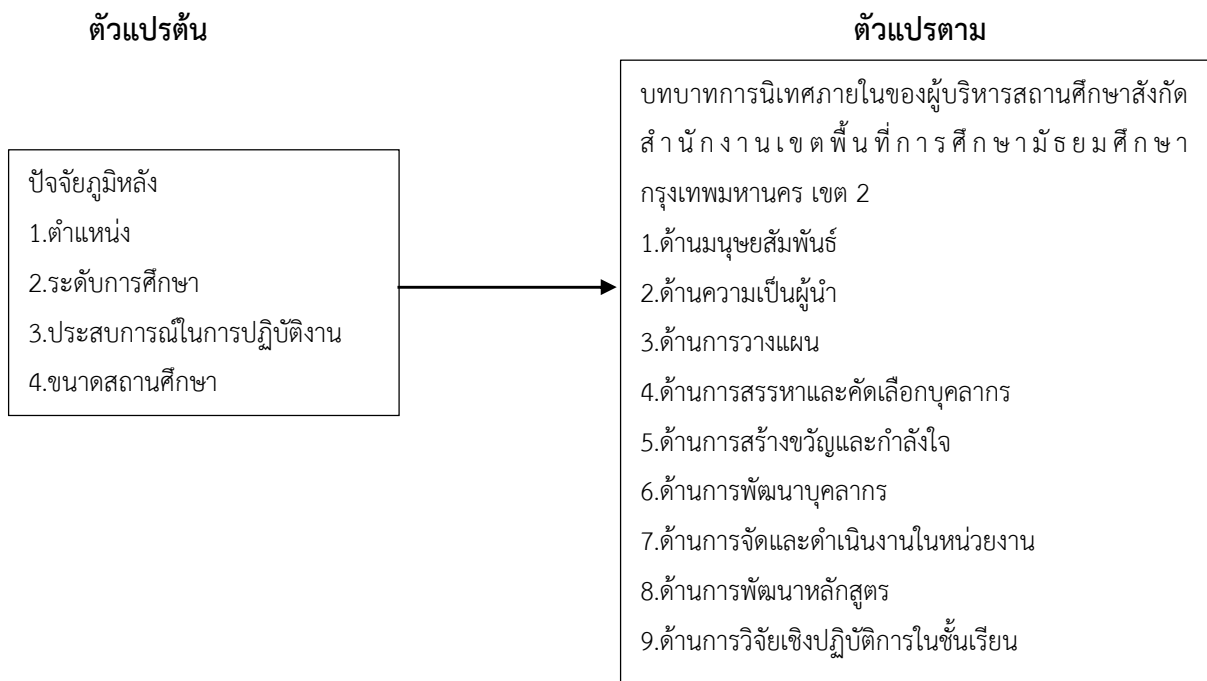 ตัวแปรต้น
ตัวแปรตาม
ปัจจัยภูมิหลัง
1.ตำแหน่ง
2.ระดับการศึกษา
3.ประสบการณ์ในการปฏิบัติงาน
4.ขนาดสถานศึกษา
บทบาทการนิเทศภายในของผู้บริหารสถานศึกษาสังกัด
สำนักงานเขตพื้นที่การศึกษามัธยมศึกษา
กรุงเทพมหานคร เขต 2
1.ด้านมนุษยสัมพันธ์
2.ด้านความเป็นผู้นำ
3.ด้านการวางแผน
4.ด้านการสรรหาและคัดเลือกบุคลากร
5.ด้านการสร้างขวัญและกำลังใจ
6.ด้านการพัฒนาบุคลากร
7.ด้านการจัดและดำเนินงานในหน่วยงาน
8.ด้านการพัฒนาหลักสูตร
9.ด้านการวิจัยเชิงปฏิบัติการในชั้นเรียน